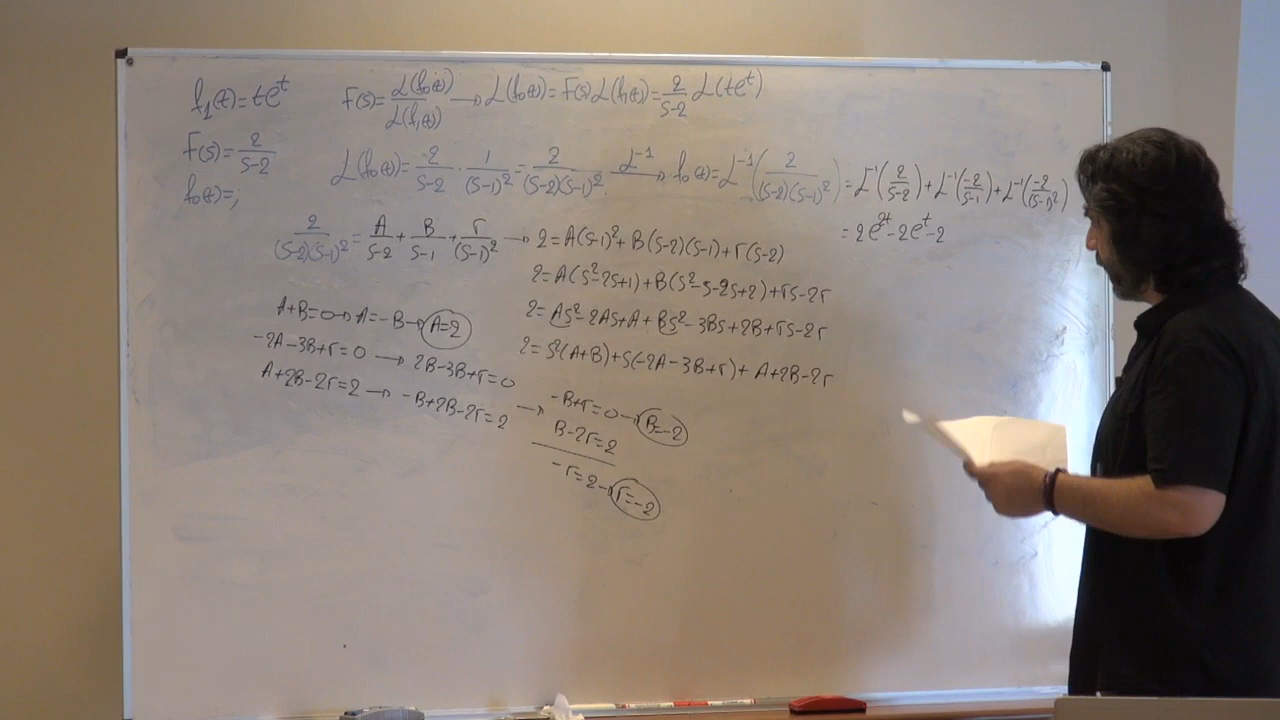 f₁(t)=te^t
F(s)=ℒ(f₀(t))/ℒ(f₁(t)) → ℒ(f₀(t))=F(s)ℒ(f₁(t))=2/(s-2) ℒ(te^t)
F(s)=2/(s-2)
f₀(t)=;
ℒ(f₀(t))=2/(s-2)·1/(s-1)²=2/((s-2)(s-1)²) —ℒ⁻¹→ f₀(t)=ℒ⁻¹(2/((s-2)(s-1)²))=ℒ⁻¹(2/(s-2))+ℒ⁻¹(-2/(s-1))+ℒ⁻¹(-2/(s-1)²)
=2e^2t-2e^t-2
2/((s-2)(s-1)²)=A/(s-2)+B/(s-1)+Γ/(s-1)² → 2=A(s-1)²+B(s-2)(s-1)+Γ(s-2)
2=A(s²-2s+1)+B(s²-s-2s+2)+Γs-2Γ
2=As²-2As+A+Bs²-3Bs+2B+Γs-2Γ
2=s²(A+B)+s(-2A-3B+Γ)+A+2B-2Γ
A+B=0→A=-B→A=2
-2A-3B+Γ=0 → 2B-3B+Γ=0
A+2B-2Γ=2 → -B+2B-2Γ=2
→ -B+Γ=0→B=-2
B-2Γ=2
-Γ=2→Γ=-2